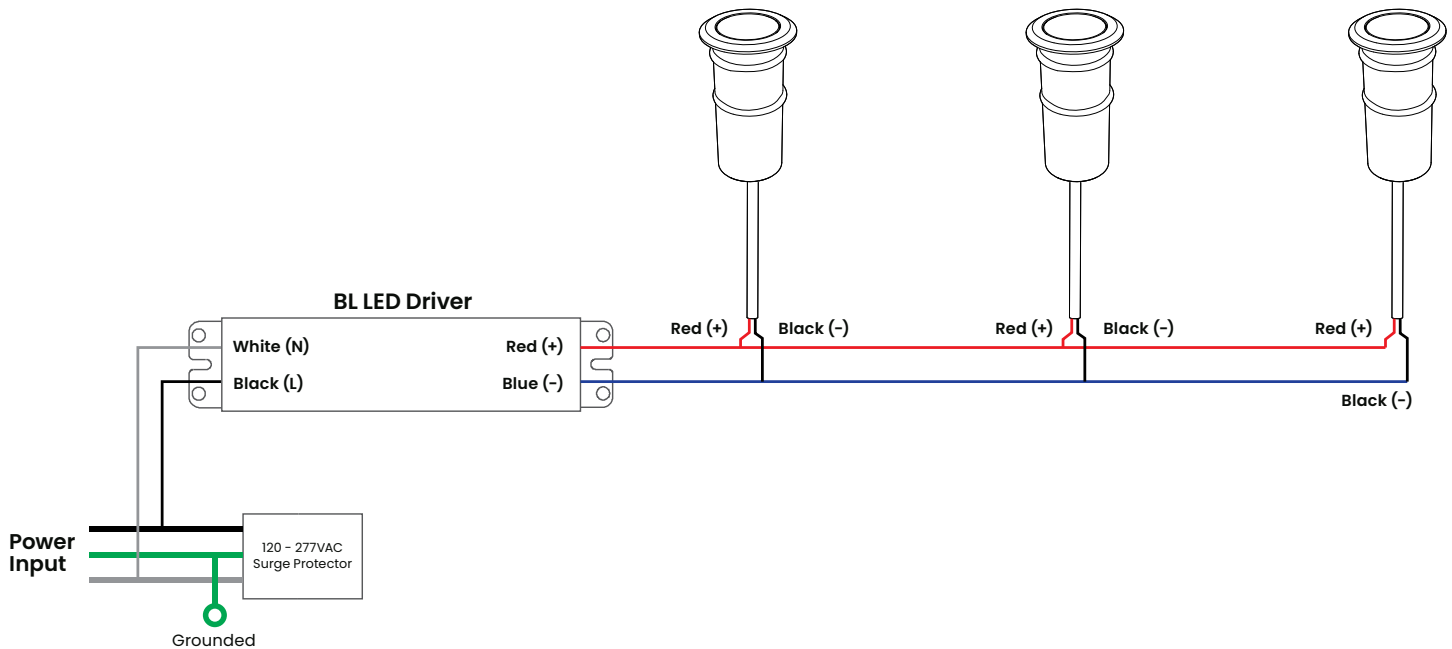 BL LED Driver
White (N)
Red (+)
Black (L)
Blue (-)
Red (+)
Black (-)
Red (+)
Black (-)
Red (+)
Black (-)
Power
Input
120 - 277VAC
Surge Protector
Grounded